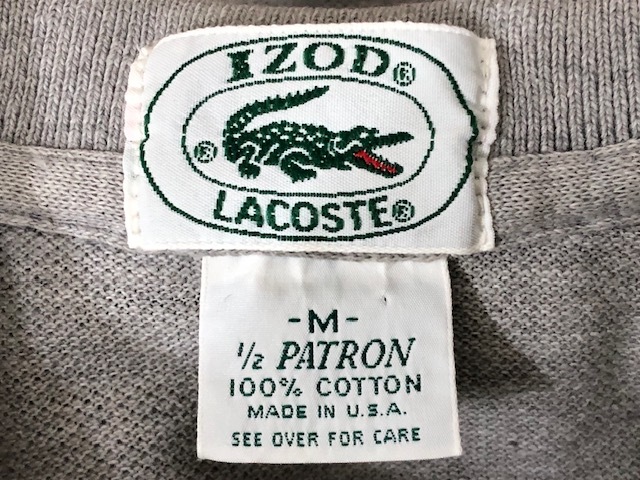 IZOD®
®
LACOSTE®
-M-
1/2 PATRON
100% COTTON
MADE IN U.S.A.
SEE OVER FOR CARE